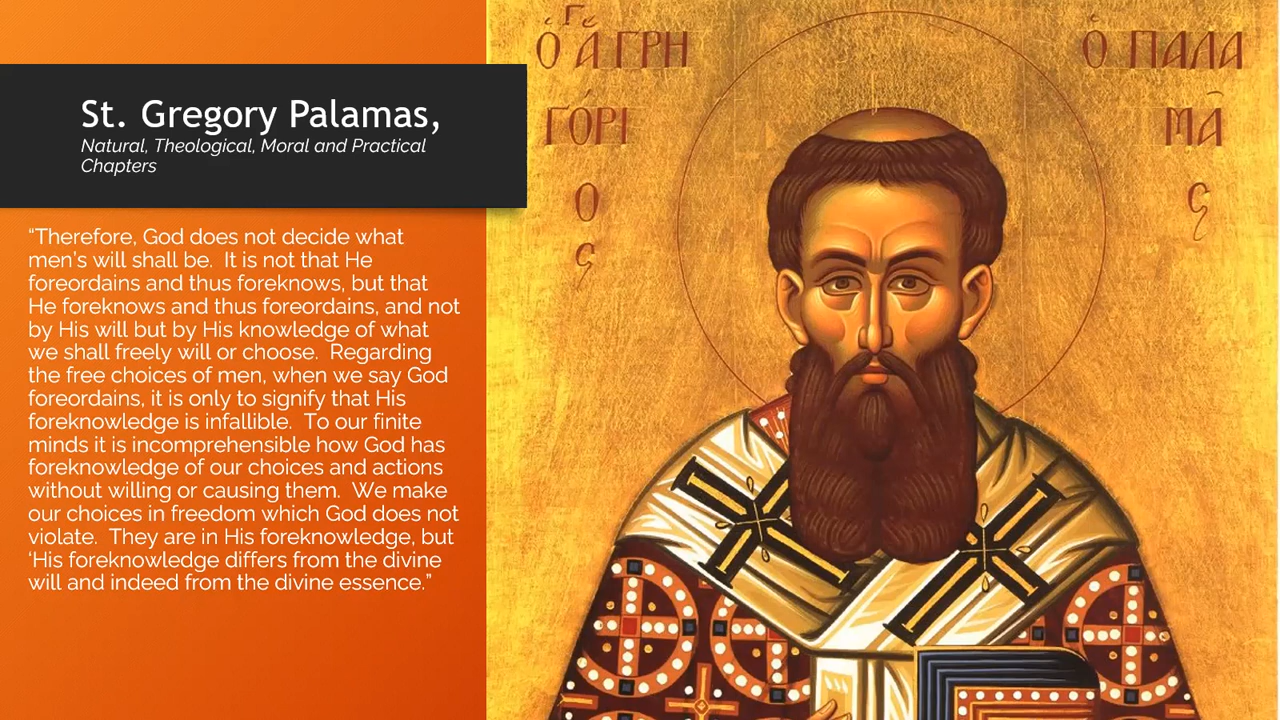 St. Gregory Palamas,
Natural, Theological, Moral and Practical
Chapters
“Therefore, God does not decide what
men's will shall be.  It is not that He
foreordains and thus foreknows, but that
He foreknows and thus foreordains, and not
by His will but by His knowledge of what
we shall freely will or choose.  Regarding
the free choices of men, when we say God
foreordains, it is only to signify that His
foreknowledge is infallible.  To our finite
minds it is incomprehensible how God has
foreknowledge of our choices and actions
without willing or causing them.  We make
our choices in freedom which God does not
violate.  They are in His foreknowledge, but
‘His foreknowledge differs from the divine
will and indeed from the divine essence.”
Ὁ ἍΓΡΗ
ΓΌΡΙ
Ο
ς
Ὁ ΠΑΛΑ
Μᾶ
ς